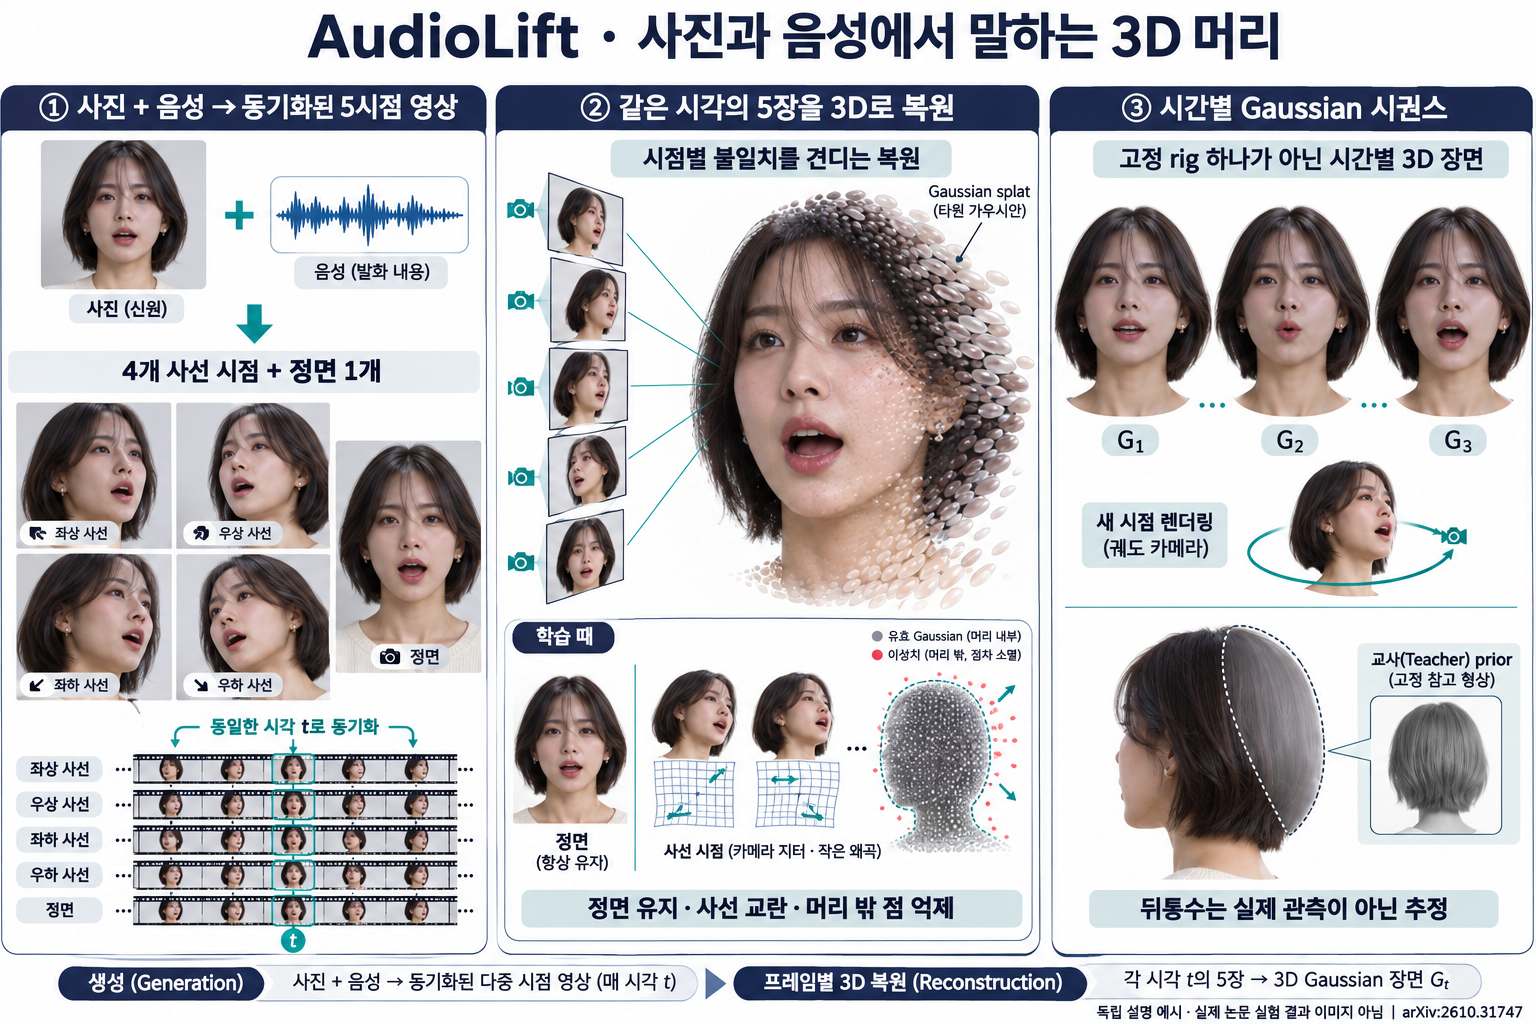 AudioLift · 사진과 음성에서 말하는 3D 머리
① 사진 + 음성 → 동기화된 5시점 영상
사진 (신원)
음성 (발화 내용)
4개 사선 시점 + 정면 1개
좌상 사선
우상 사선
좌하 사선
우하 사선
정면
동일한 시각 t로 동기화
좌상 사선
우상 사선
좌하 사선
우하 사선
정면
t
② 같은 시각의 5장을 3D로 복원
시점별 불일치를 견디는 복원
Gaussian splat
(타원 가우시안)
학습 때
유효 Gaussian (머리 내부)
이상치 (머리 밖, 점차 소멸)
정면
(항상 유자)
사선 시점 (카메라 지터 · 작은 왜곡)
정면 유지 · 사선 교란 · 머리 밖 점 억제
③ 시간별 Gaussian 시권스
고정 rig 하나가 아닌 시간별 3D 장면
G₁
G₂
G₃
새 시점 렌더링
(궤도 카메라)
교사(Teacher) prior
(고정 참고 형상)
뒤통수는 실제 관측이 아닌 추정
생성 (Generation)
사진 + 음성 → 동기화된 다중 시점 영상 (매 시각 t)
프레임별 3D 복원 (Reconstruction)
각 시각 t의 5장 → 3D Gaussian 장면 Gₜ
독립 설명 예시 · 실제 논문 실험 결과 이미지 아님 | arXiv:2610.31747